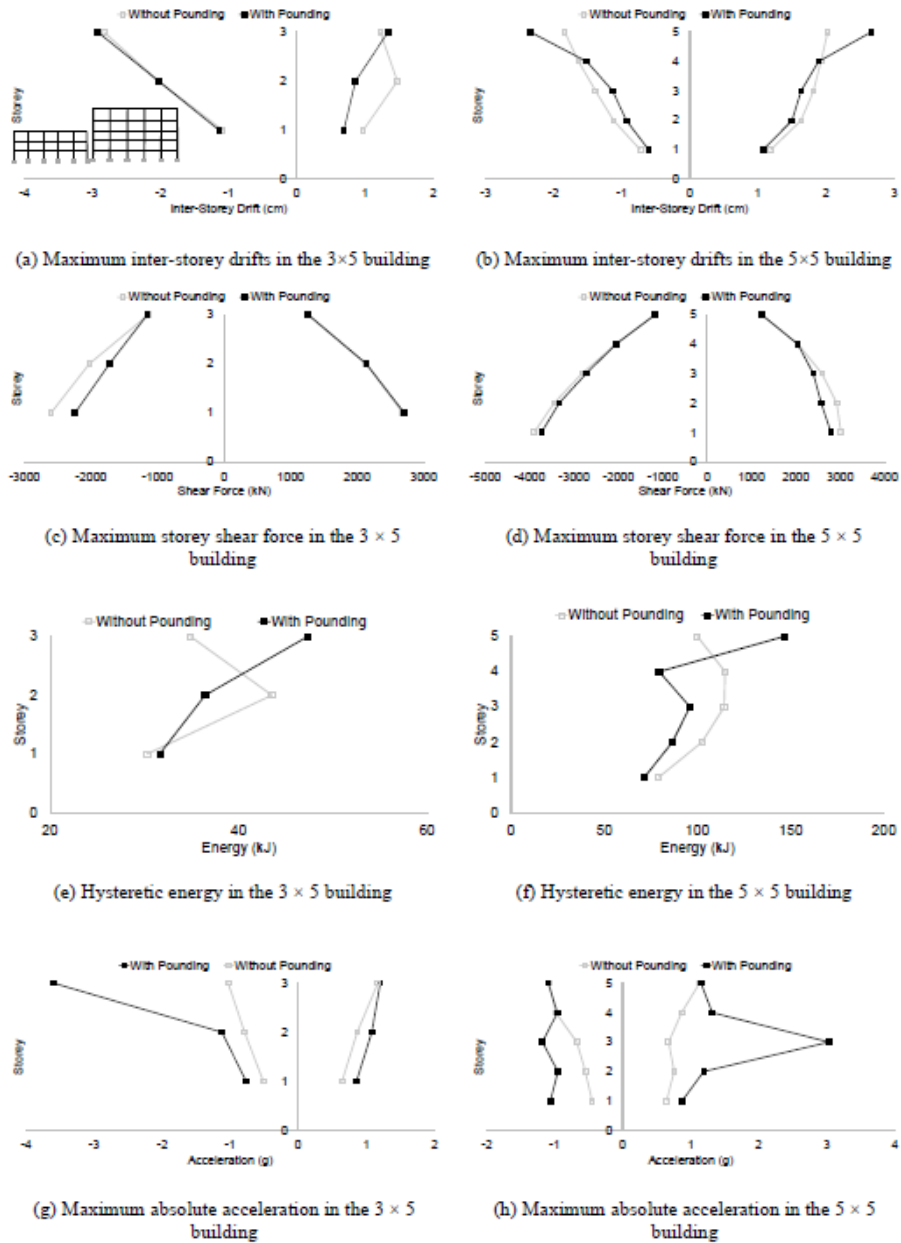 Without Pounding With Pounding
3
2
1
0
Storey
-4 -3 -2 -1 0 1 2
Inter-Storey Drift (cm)
(a) Maximum inter-storey drifts in the 3×5 building
Without Pounding With Pounding
5
4
3
2
1
0
Storey
-3 -2 -1 0 1 2 3
Inter-Storey Drift (cm)
(b) Maximum inter-storey drifts in the 5×5 building
Without Pounding With Pounding
3
2
1
0
Storey
-3000 -2000 -1000 0 1000 2000 3000
Shear Force (kN)
(c) Maximum storey shear force in the 3 × 5
building
Without Pounding With Pounding
5
4
3
2
1
0
Storey
-5000 -4000 -3000 -2000 -1000 0 1000 2000 3000 4000
Shear Force (kN)
(d) Maximum storey shear force in the 5 × 5
building
Without Pounding With Pounding
3
2
1
0
Storey
20 40 60
Energy (kJ)
(e) Hysteretic energy in the 3 × 5 building
Without Pounding With Pounding
5
4
3
2
1
0
Storey
0 50 100 150 200
Energy (kJ)
(f) Hysteretic energy in the 5 × 5 building
With Pounding Without Pounding
3
2
1
0
Storey
-4 -3 -2 -1 0 1 2
Acceleration (g)
(g) Maximum absolute acceleration in the 3 × 5
building
Without Pounding With Pounding
5
4
3
2
1
0
Storey
-2 -1 0 1 2 3 4
Acceleration (g)
(h) Maximum absolute acceleration in the 5 × 5
building